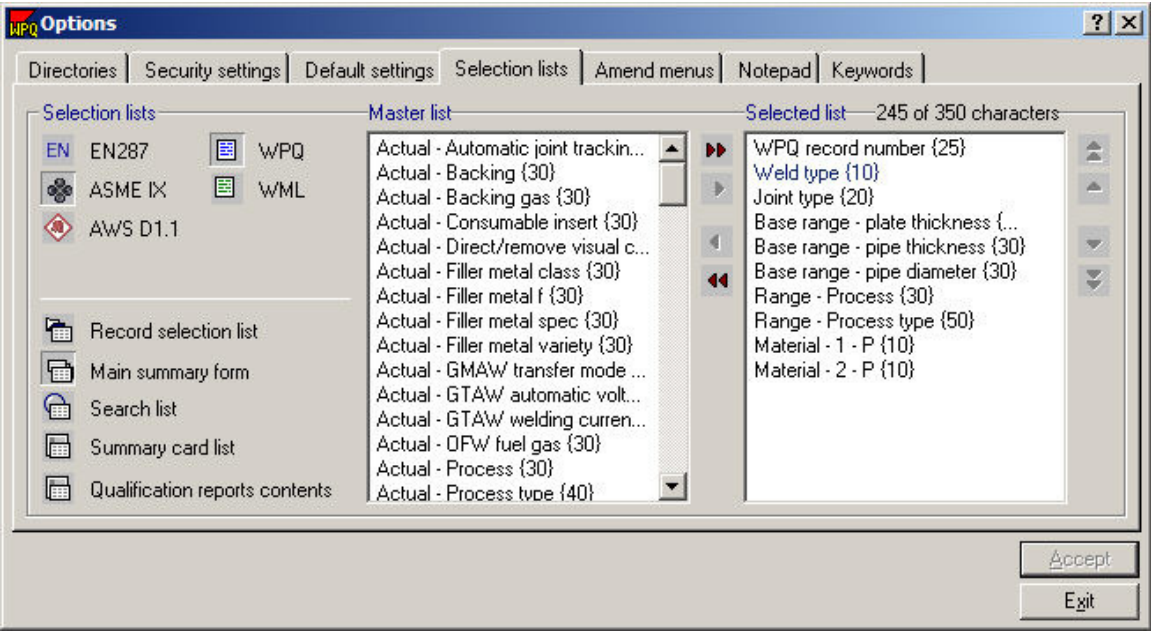 WPQ Options
Directories Security settings Default settings Selection lists Amend menus Notepad Keywords
Selection lists
EN EN287 WPQ
ASME IX WML
AWS D1.1
Record selection list
Main summary form
Search list
Summary card list
Qualification reports contents
Master list
Actual - Automatic joint trackin...
Actual - Backing {30}
Actual - Backing gas {30}
Actual - Consumable insert {30}
Actual - Direct/remove visual c...
Actual - Filler metal class {30}
Actual - Filler metal f {30}
Actual - Filler metal spec {30}
Actual - Filler metal variety {30}
Actual - GMAW transfer mode ...
Actual - GTAW automatic volt...
Actual - GTAW welding curren...
Actual - OFW fuel gas {30}
Actual - Process {30}
Actual - Process type {40}
Selected list 245 of 350 characters
WPQ record number {25}
Weld type {10}
Joint type {20}
Base range - plate thickness {...
Base range - pipe thickness {30}
Base range - pipe diameter {30}
Range - Process {30}
Range - Process type {50}
Material - 1 - P {10}
Material - 2 - P {10}
Accept
Exit